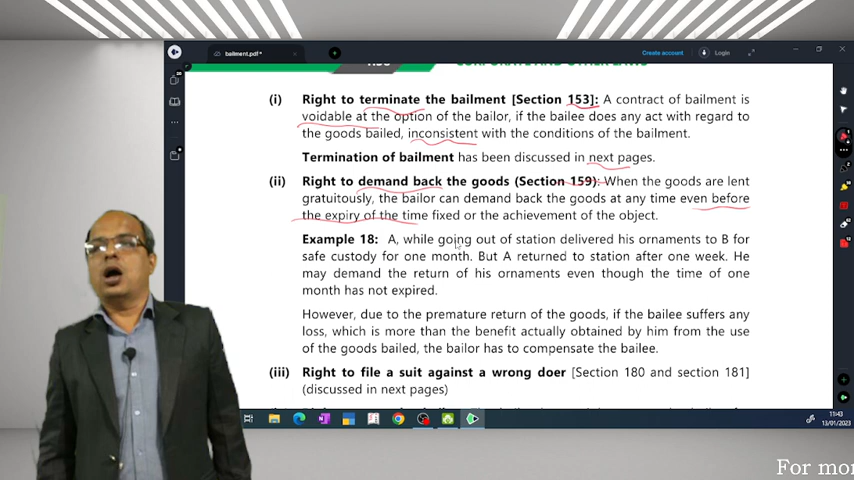 bailment.pdf*
Create account
Login
CORPORATE AND OTHER LAWS
(i) Right to terminate the bailment [Section 153]: A contract of bailment is
voidable at the option of the bailor, if the bailee does any act with regard to
the goods bailed, inconsistent with the conditions of the bailment.
Termination of bailment has been discussed in next pages.
(ii) Right to demand back the goods (Section 159): When the goods are lent
gratuitously, the bailor can demand back the goods at any time even before
the expiry of the time fixed or the achievement of the object.
Example 18: A, while going out of station delivered his ornaments to B for
safe custody for one month. But A returned to station after one week. He
may demand the return of his ornaments even though the time of one
month has not expired.
However, due to the premature return of the goods, if the bailee suffers any
loss, which is more than the benefit actually obtained by him from the use
of the goods bailed, the bailor has to compensate the bailee.
(iii) Right to file a suit against a wrong doer [Section 180 and section 181]
(discussed in next pages)
11:43
13/01/2023
For mor